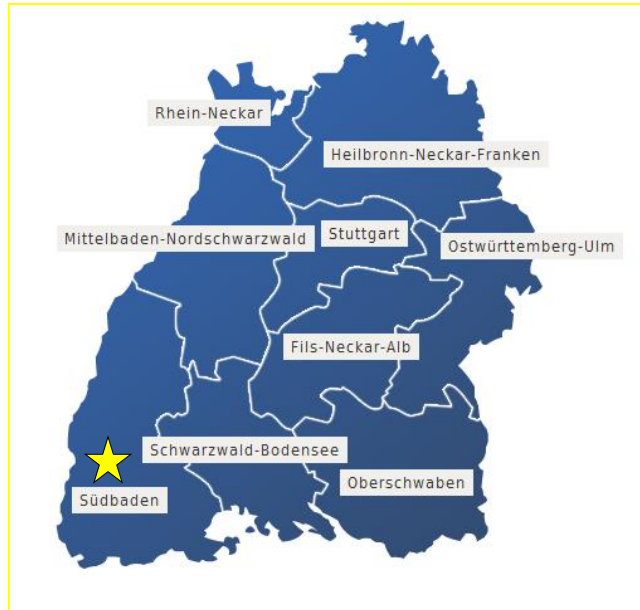 Rhein-Neckar
Heilbronn-Neckar-Franken
Mittelbaden-Nordschwarzwald
Stuttgart
Ostwürttemberg-Ulm
Fils-Neckar-Alb
Schwarzwald-Bodensee
Oberschwaben
Südbaden